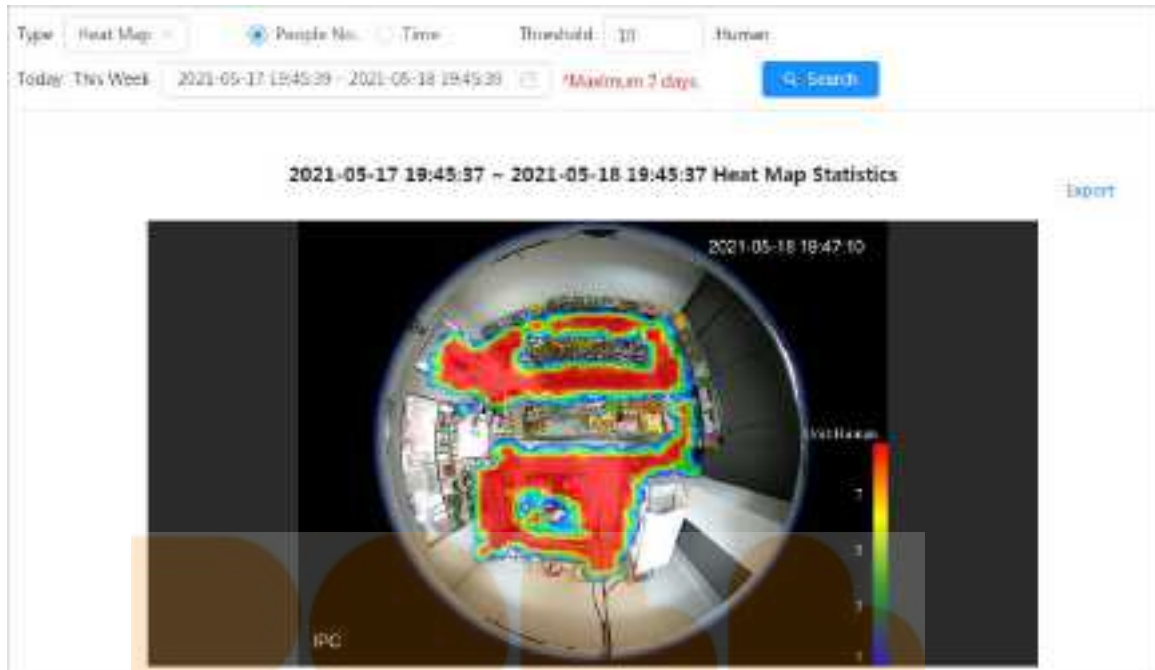 Type Heat Map People No. Time Threshold 10 Human
Today This Week 2021-05-17 19:45:39 ~ 2021-05-18 19:45:39 *Maximum 7 days. Search
2021-05-17 19:45:37 ~ 2021-05-18 19:45:37 Heat Map Statistics
Export
2021-05-18 19:47:10
Unit:Human
IPC